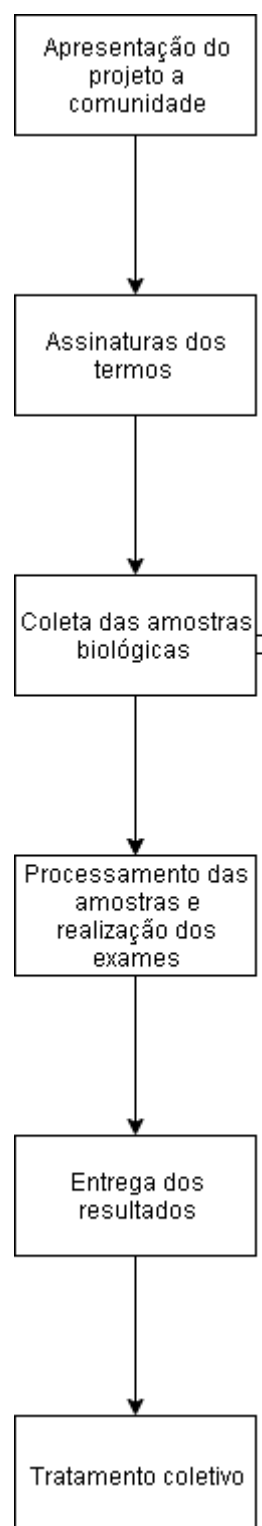 Apresentação do
projeto a
comunidade
Assinaturas dos
termos
Coleta das amostras
biológicas
Processamento das
amostras e
realização dos
exames
Entrega dos
resultados
Tratamento coletivo